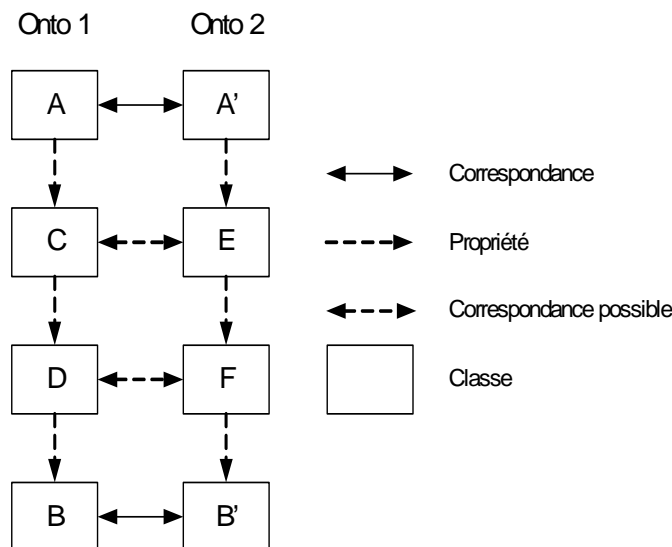 Onto 1 Onto 2
A A’
C E
D F
B B’
Correspondance
Propriété
Correspondance possible
Classe